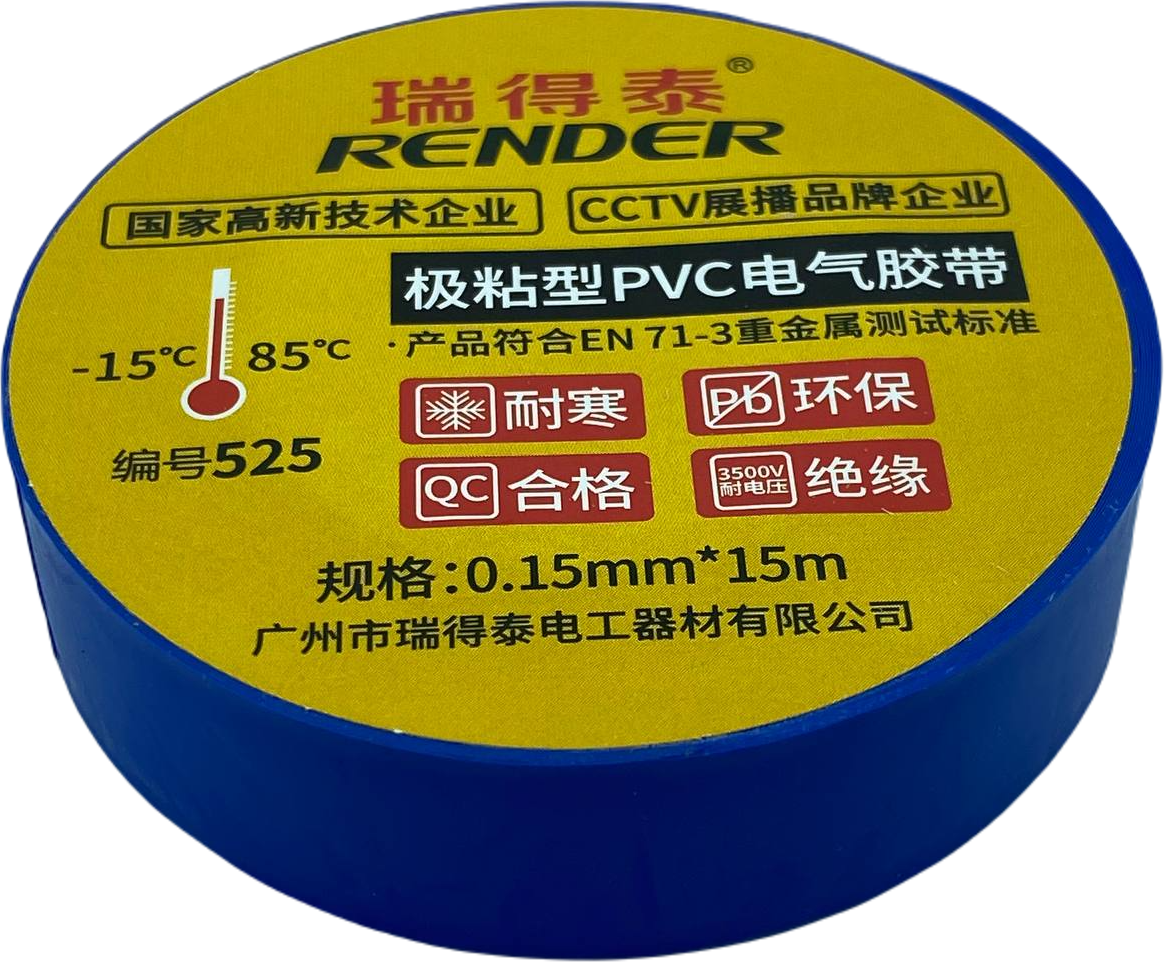 瑞得泰®
RENDER
国家高新技术企业 CCTV展播品牌企业
极粘型PVC电气胶带
·产品符合EN 71-3重金属测试标准
-15℃ 85℃
耐寒 Pb 环保
编号525
QC 合格 3500V 耐电压 绝缘
规格:0.15mm*15m
广州市瑞得泰电工器材有限公司